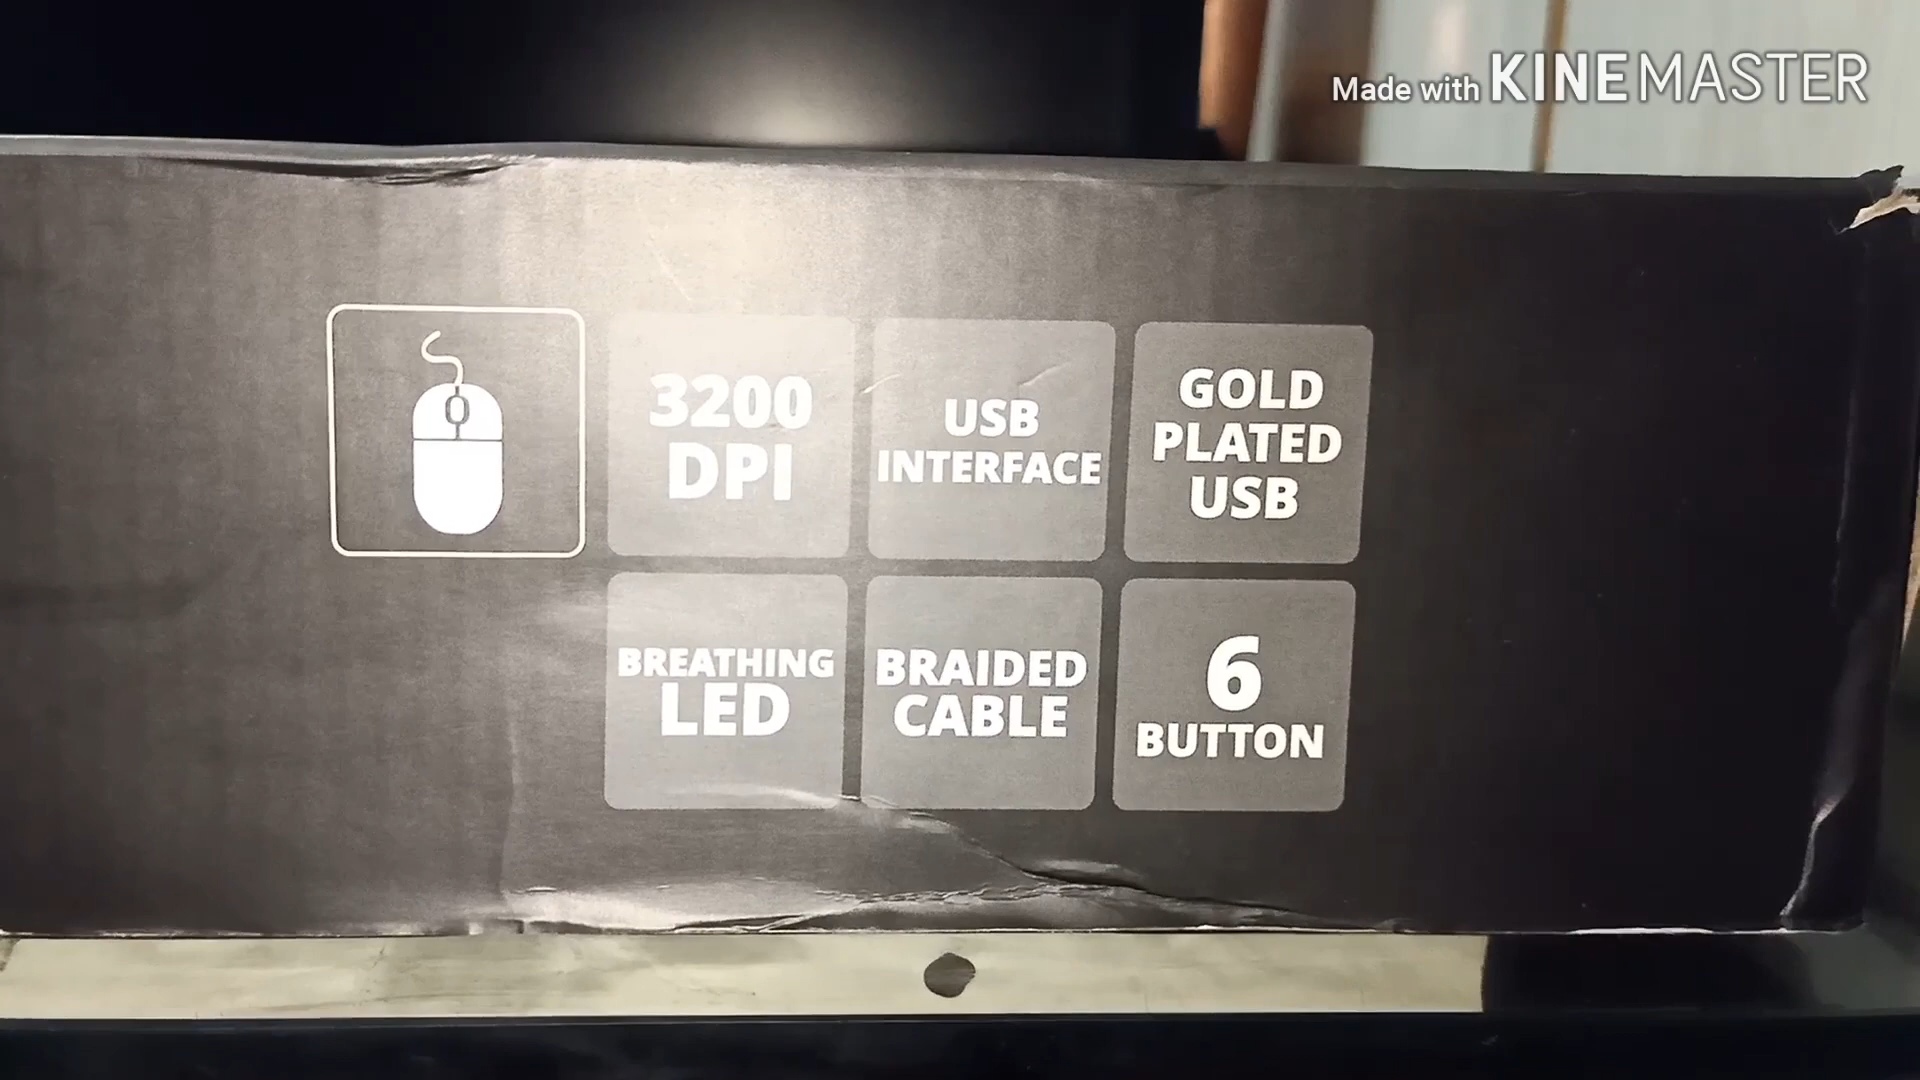 Made with KINEMASTER
3200
DPI
USB
INTERFACE
GOLD
PLATED
USB
BREATHING
LED
BRAIDED
CABLE
6
BUTTON